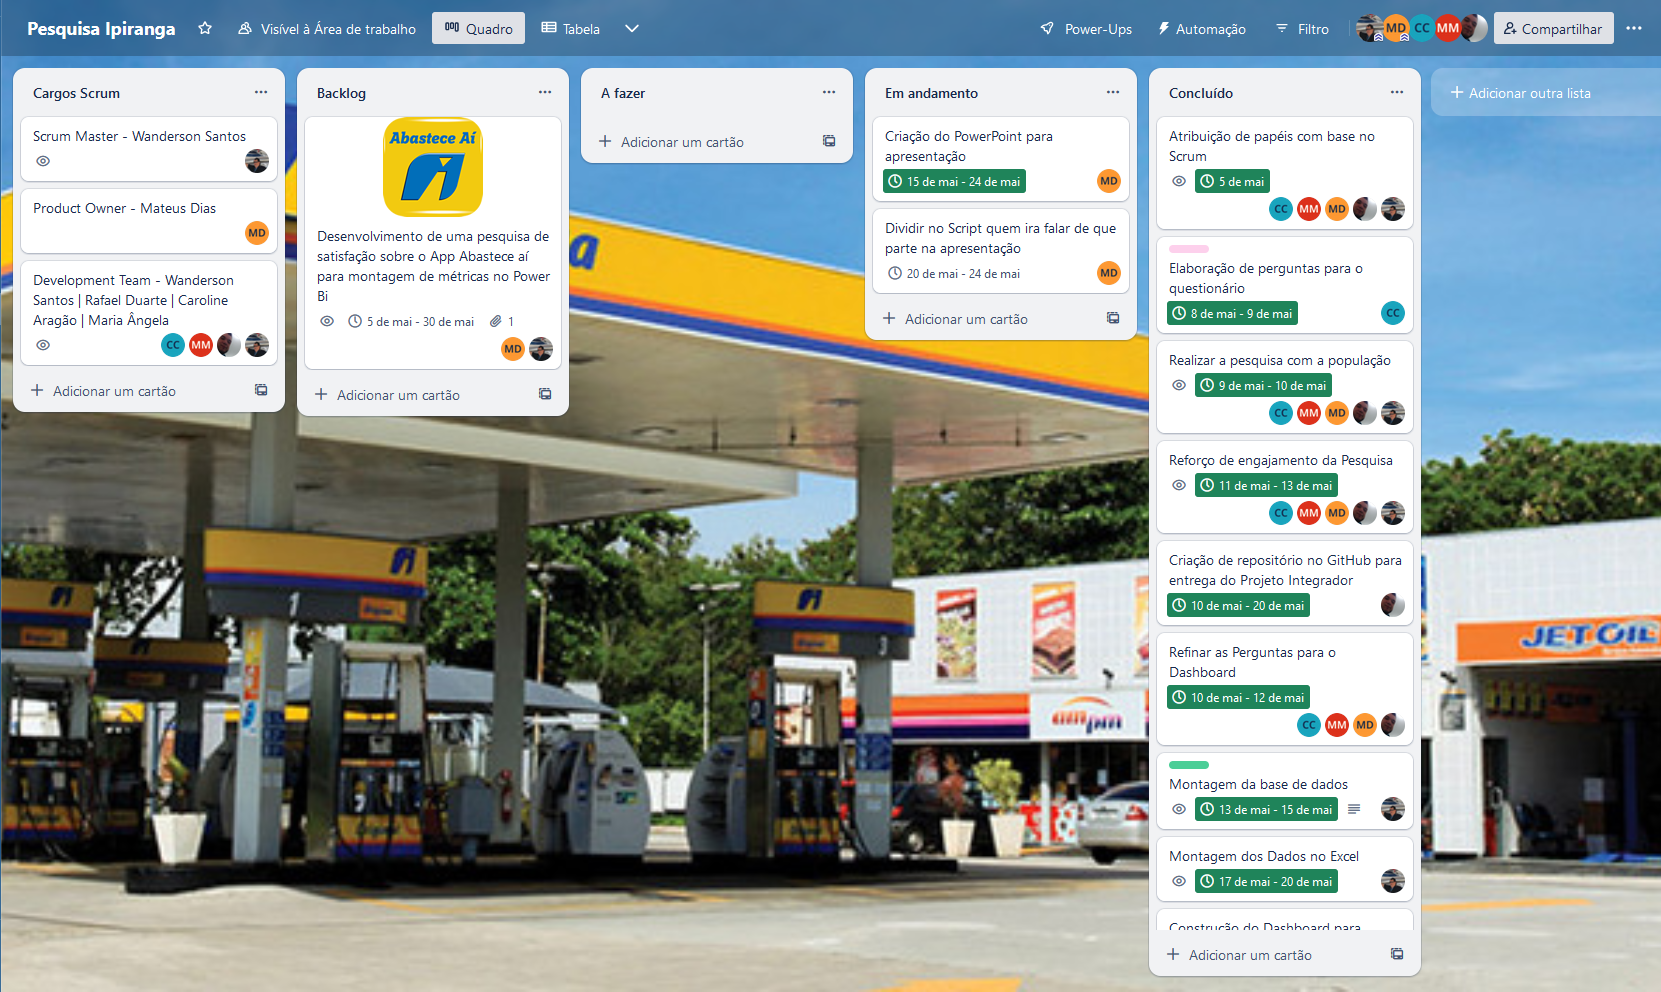 Pesquisa Ipiranga
Visível à Área de trabalho
Quadro
Tabela
Power-Ups
Automação
Filtro
MD
CC
MM
Compartilhar
Cargos Scrum
Scrum Master - Wanderson Santos
Product Owner - Mateus Dias
MD
Development Team - Wanderson
Santos | Rafael Duarte | Caroline
Aragão | Maria Ângela
CC MM
Adicionar um cartão
Backlog
Abastece Aí
Desenvolvimento de uma pesquisa de
satisfação sobre o App Abastece aí
para montagem de métricas no Power
Bi
5 de mai - 30 de mai
1
MD
Adicionar um cartão
A fazer
Adicionar um cartão
Em andamento
Criação do PowerPoint para
apresentação
15 de mai - 24 de mai
MD
Dividir no Script quem ira falar de que
parte na apresentação
20 de mai - 24 de mai
MD
Adicionar um cartão
Concluído
Atribuição de papéis com base no
Scrum
5 de mai
CC MM MD
Elaboração de perguntas para o
questionário
8 de mai - 9 de mai
CC
Realizar a pesquisa com a população
9 de mai - 10 de mai
CC MM MD
Reforço de engajamento da Pesquisa
11 de mai - 13 de mai
CC MM MD
Criação de repositório no GitHub para
entrega do Projeto Integrador
10 de mai - 20 de mai
Refinar as Perguntas para o
Dashboard
10 de mai - 12 de mai
CC MM MD
Montagem da base de dados
13 de mai - 15 de mai
Montagem dos Dados no Excel
17 de mai - 20 de mai
Construção do Dashboard para
Adicionar um cartão
Adicionar outra lista
JET OIL
ampm
1
3